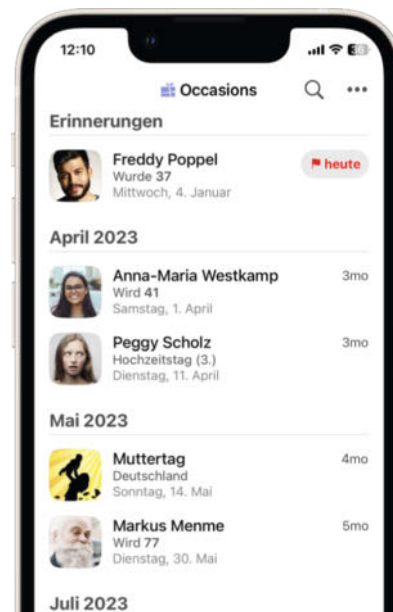 12:10
Occasions
Erinnerungen
Freddy Poppel
Wurde 37
Mittwoch, 4. Januar
heute
April 2023
Anna-Maria Westkamp
3mo
Wird 41
Samstag, 1. April
Peggy Scholz
3mo
Hochzeitstag (3.)
Dienstag, 11. April
Mai 2023
Muttertag
4mo
Deutschland
Sonntag, 14. Mai
Markus Menme
5mo
Wird 77
Dienstag, 30. Mai
Juli 2023